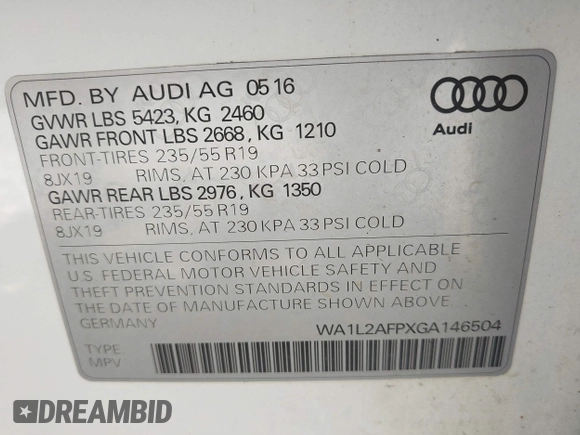 MFD. BY AUDI AG 05 16
GVWR LBS 5423, KG 2460
GAWR FRONT LBS 2668, KG 1210
FRONT-TIRES 235/55 R19
8JX19 RIMS, AT 230 KPA 33 PSI COLD
GAWR REAR LBS 2976, KG 1350
REAR-TIRES 235/55 R19
8JX19 RIMS, AT 230 KPA 33 PSI COLD
Audi
THIS VEHICLE CONFORMS TO ALL APPLICABLE
U.S. FEDERAL MOTOR VEHICLE SAFETY AND
THEFT PREVENTION STANDARDS IN EFFECT ON
THE DATE OF MANUFACTURE SHOWN ABOVE.
GERMANY
WA1L2AFPXGA146504
TYPE:
MPV
DREAMBID